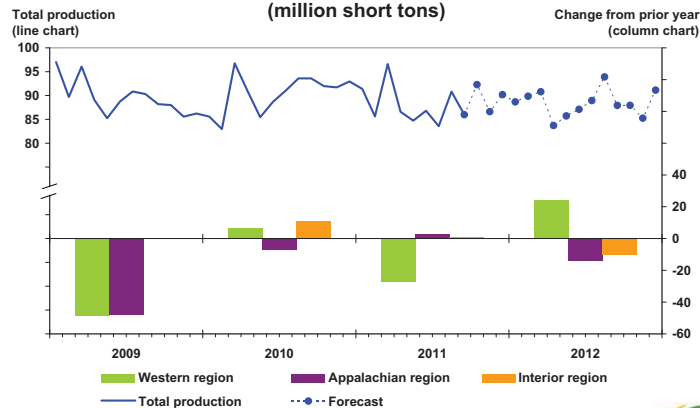 (million short tons)
Total production
(line chart)
Change from prior year
(column chart)
100
95
90
85
80
40
20
0
-20
-40
-60
2009 2010 2011 2012
Western region Appalachian region Interior region
Total production Forecast